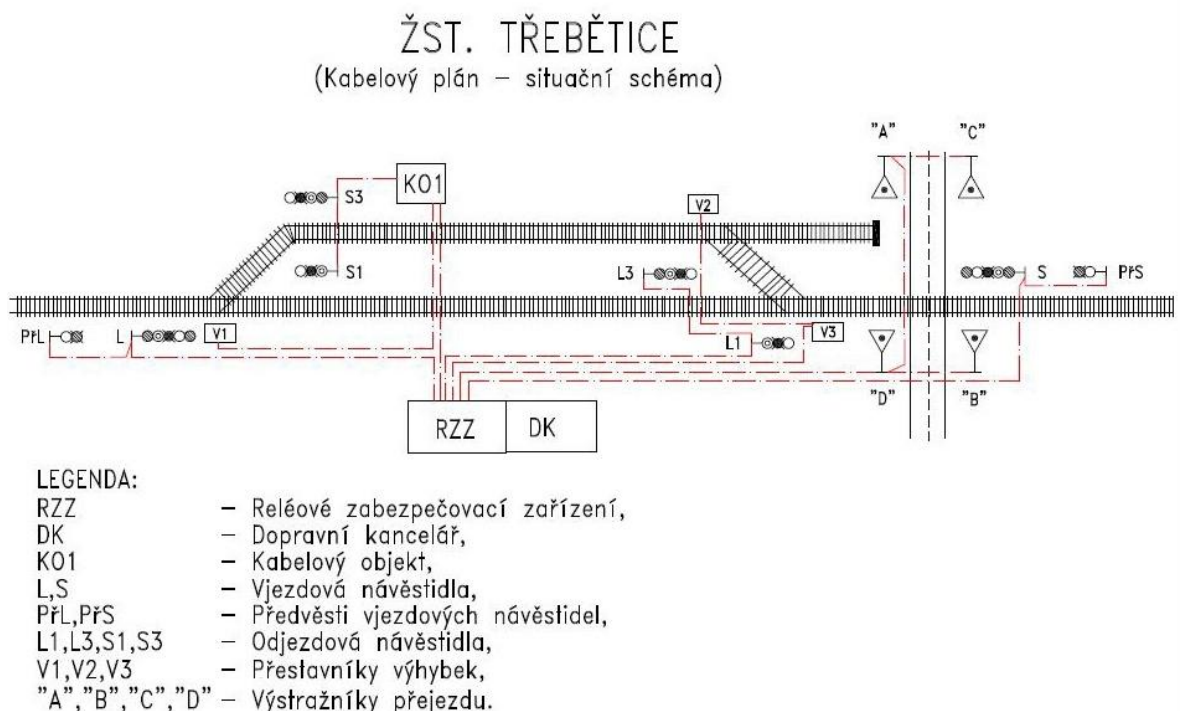 ŽST. TŘEBĚTICE
(Kabelový plán – situační schéma)
"A" "C"
S3 KO1
V2
S1 L3 S PřS
PřL L V1 V3
L1
"D" "B"
RZZ DK
LEGENDA:
RZZ – Reléové zabezpečovací zařízení,
DK – Dopravní kancelář,
KO1 – Kabelový objekt,
L,S – Vjezdová návěstidla,
PřL,PřS – Předvěsti vjezdových návěstidel,
L1,L3,S1,S3 – Odjezdová návěstidla,
V1,V2,V3 – Přestavníky výhybek,
"A","B","C","D" – Výstražníky přejezdu.